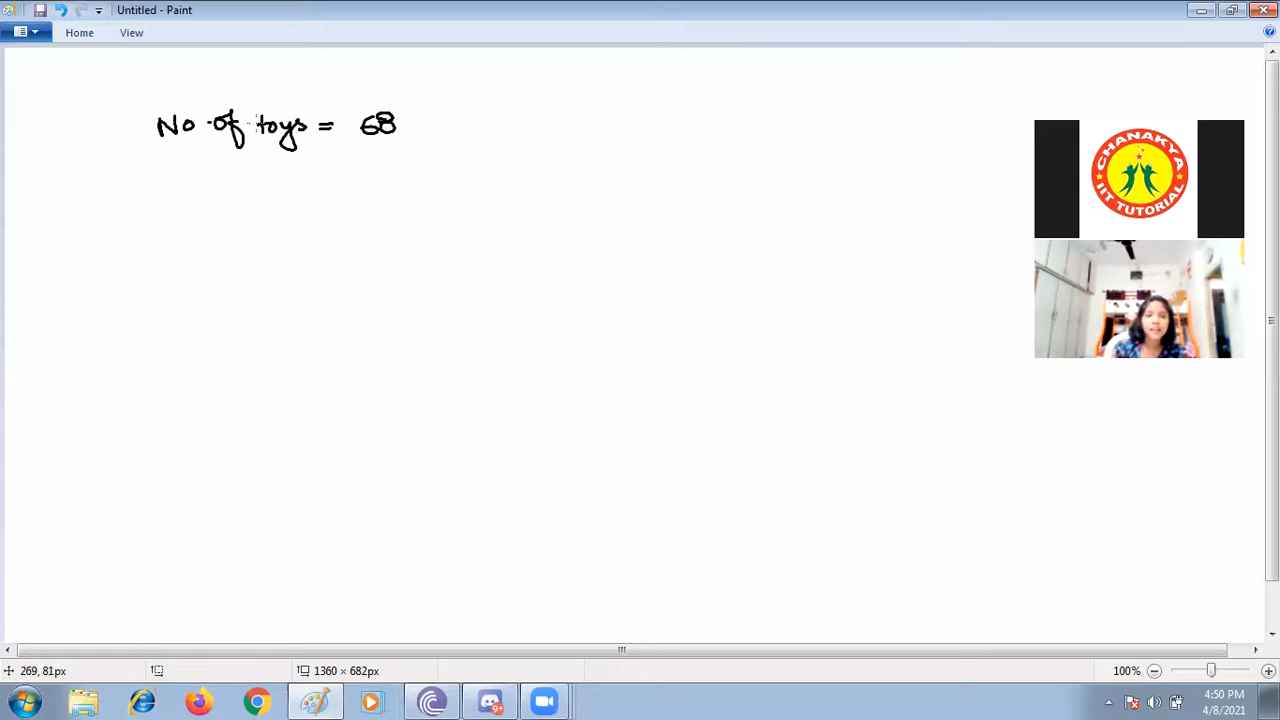 Untitled - Paint
Home View
No of toys = 68
CHANAKYA
IIT TUTORIAL
269, 81px
1360 × 682px
100%
4:50 PM
4/8/2021